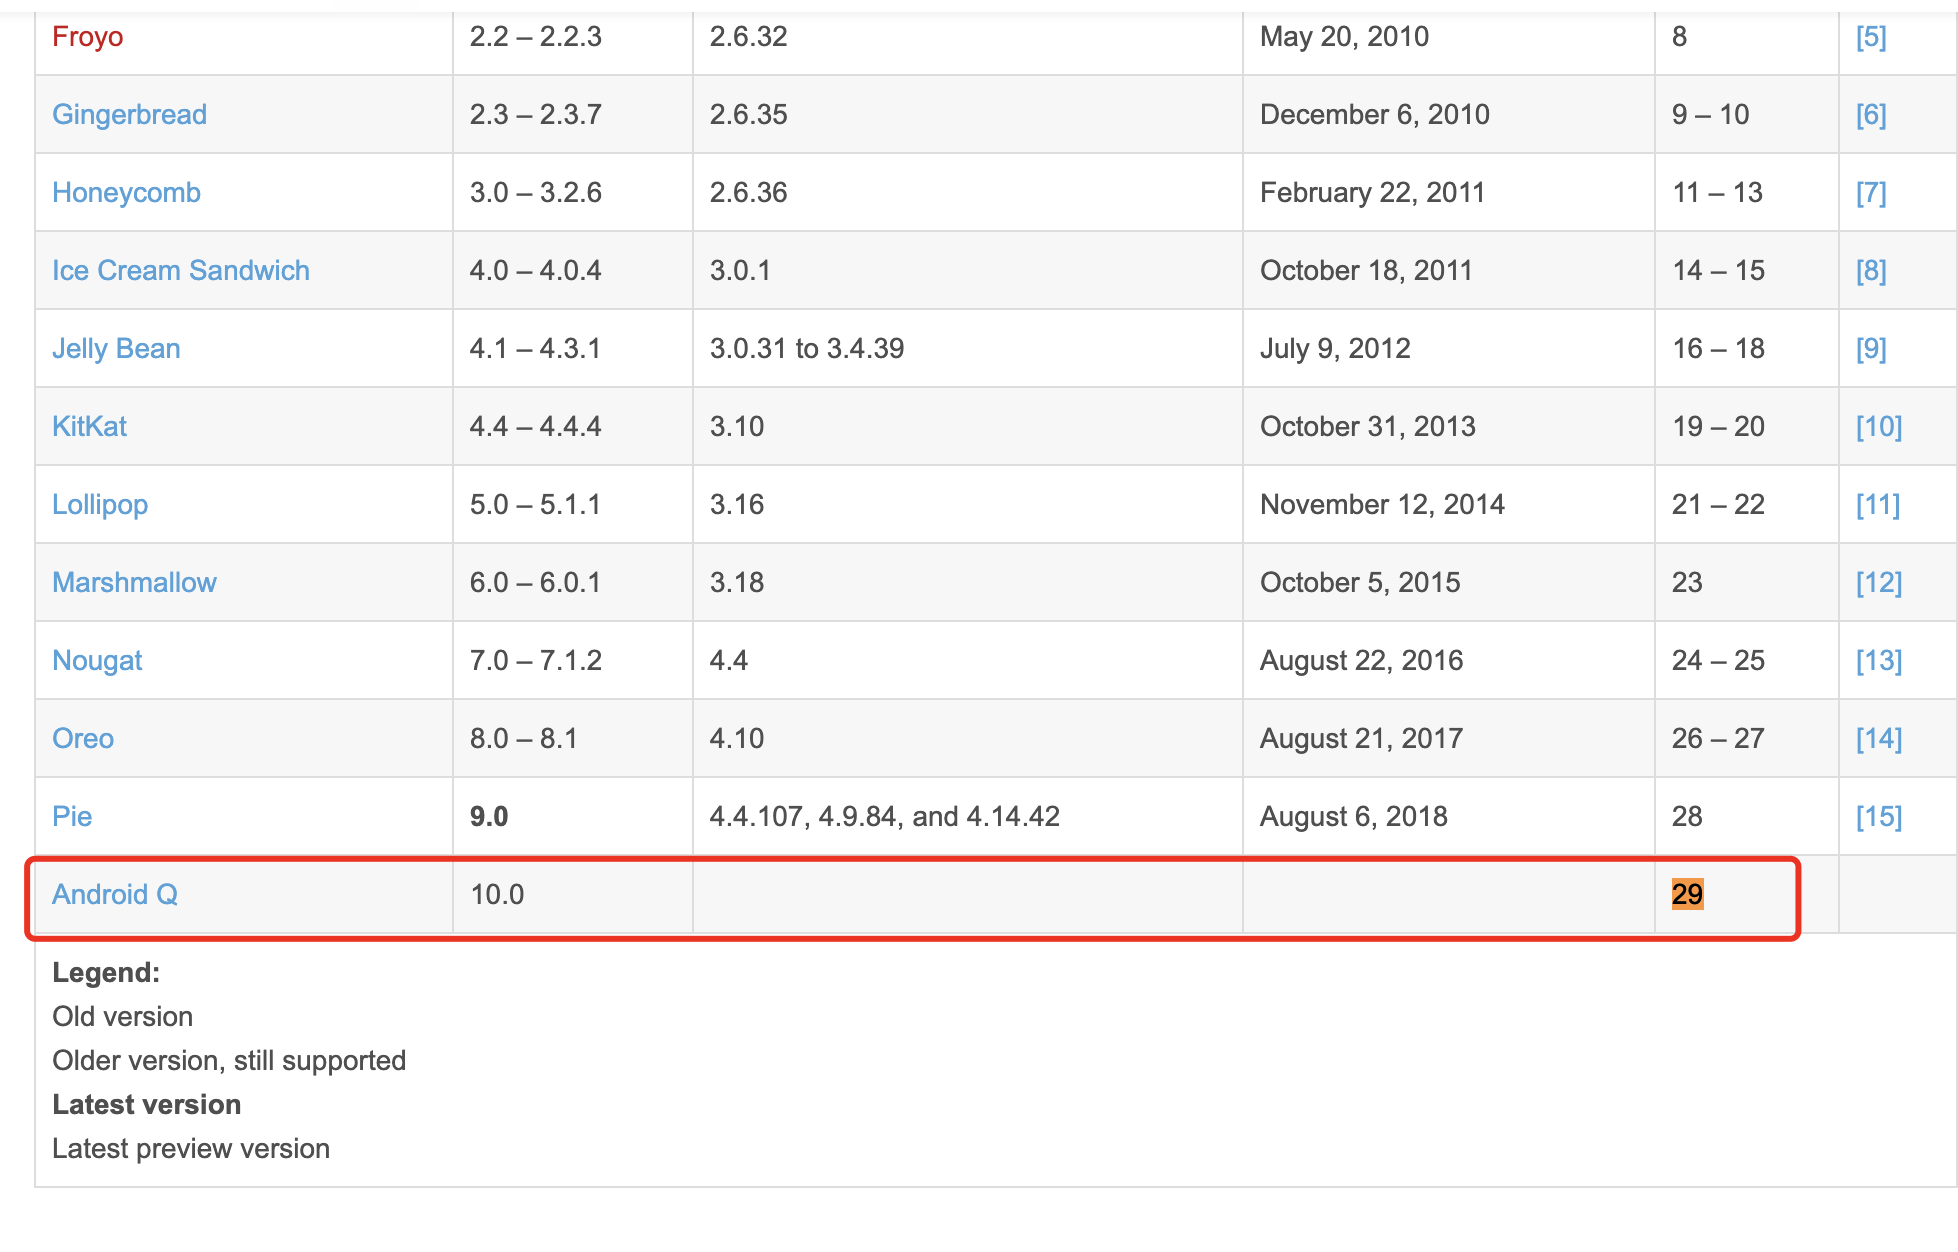 Froyo 2.2 – 2.2.3 2.6.32 May 20, 2010 8 [5]
Gingerbread 2.3 – 2.3.7 2.6.35 December 6, 2010 9 – 10 [6]
Honeycomb 3.0 – 3.2.6 2.6.36 February 22, 2011 11 – 13 [7]
Ice Cream Sandwich 4.0 – 4.0.4 3.0.1 October 18, 2011 14 – 15 [8]
Jelly Bean 4.1 – 4.3.1 3.0.31 to 3.4.39 July 9, 2012 16 – 18 [9]
KitKat 4.4 – 4.4.4 3.10 October 31, 2013 19 – 20 [10]
Lollipop 5.0 – 5.1.1 3.16 November 12, 2014 21 – 22 [11]
Marshmallow 6.0 – 6.0.1 3.18 October 5, 2015 23 [12]
Nougat 7.0 – 7.1.2 4.4 August 22, 2016 24 – 25 [13]
Oreo 8.0 – 8.1 4.10 August 21, 2017 26 – 27 [14]
Pie 9.0 4.4.107, 4.9.84, and 4.14.42 August 6, 2018 28 [15]
Android Q 10.0 29
Legend:
Old version
Older version, still supported
Latest version
Latest preview version